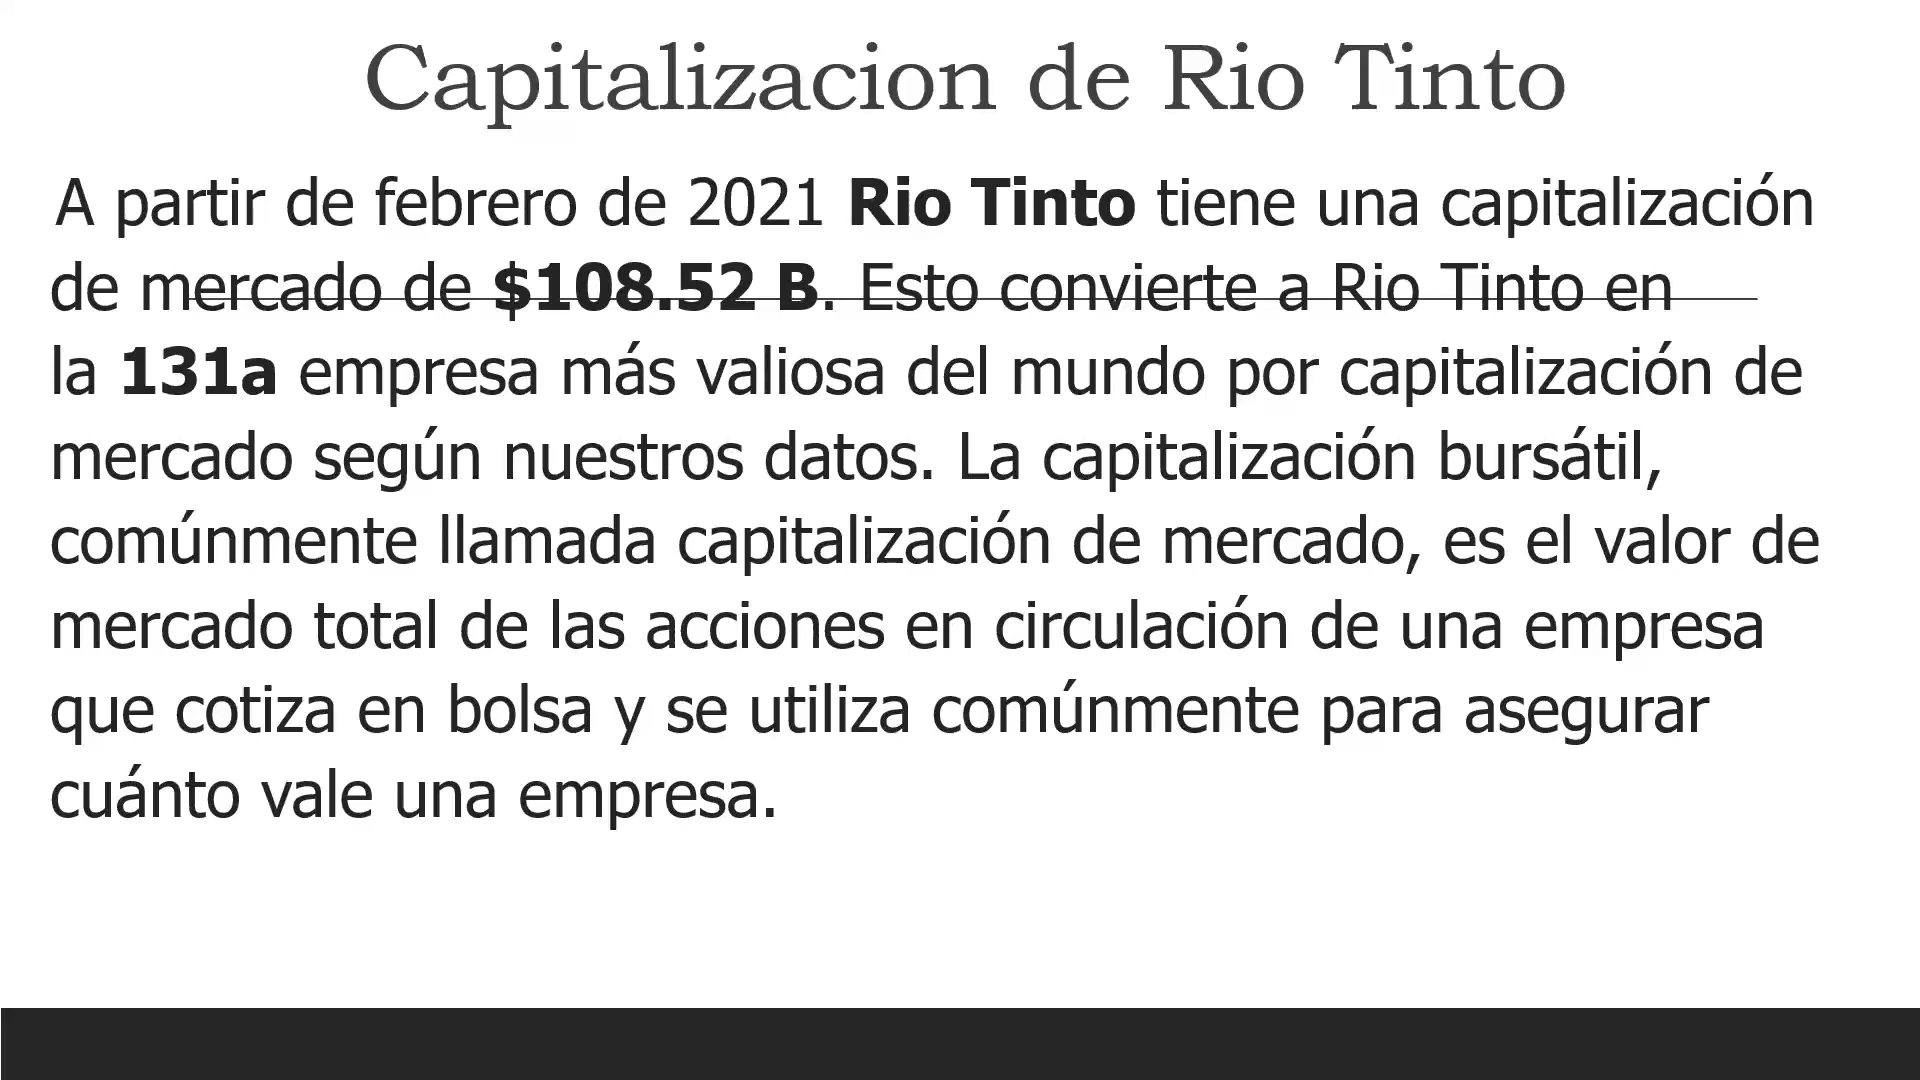 Capitalizacion de Rio Tinto
A partir de febrero de 2021 Rio Tinto tiene una capitalización
de mercado de $108.52 B. Esto convierte a Rio Tinto en
la 131a empresa más valiosa del mundo por capitalización de
mercado según nuestros datos. La capitalización bursátil,
comúnmente llamada capitalización de mercado, es el valor de
mercado total de las acciones en circulación de una empresa
que cotiza en bolsa y se utiliza comúnmente para asegurar
cuánto vale una empresa.